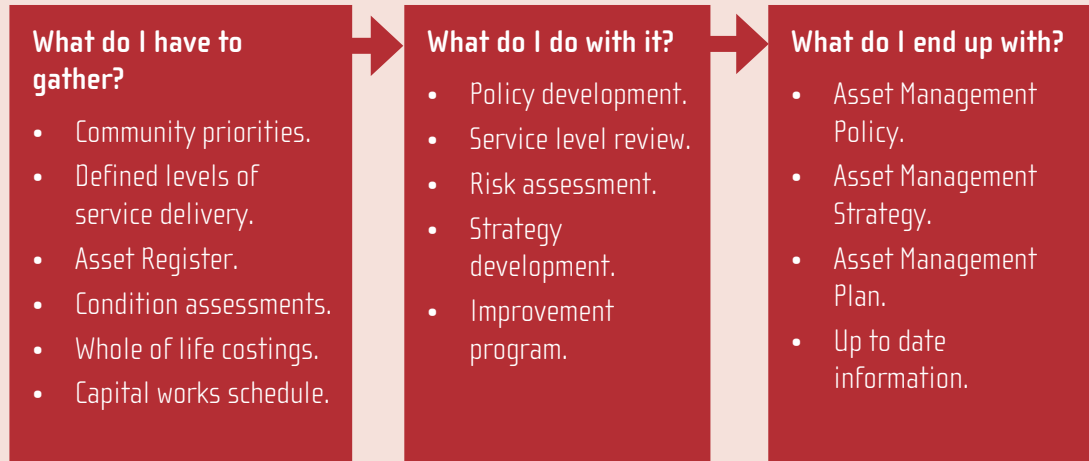 What do I have to
gather?
• Community priorities.
• Defined levels of
service delivery.
• Asset Register.
• Condition assessments.
• Whole of life costings.
• Capital works schedule.
What do I do with it?
• Policy development.
• Service level review.
• Risk assessment.
• Strategy
development.
• Improvement
program.
What do I end up with?
• Asset Management
Policy.
• Asset Management
Strategy.
• Asset Management
Plan.
• Up to date
information.